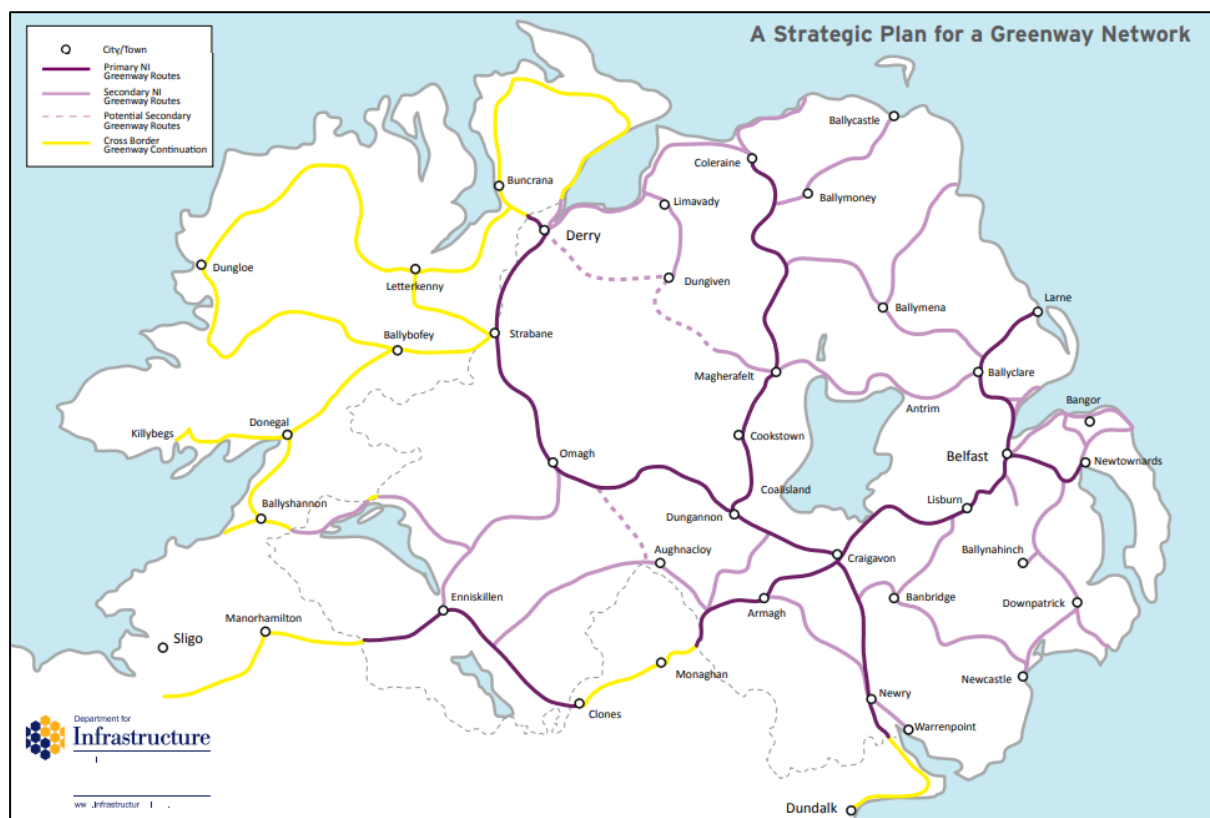 A Strategic Plan for a Greenway Network
City/Town
Primary NI
Greenway Routes
Secondary NI
Greenway Routes
Potential Secondary
Greenway Routes
Cross Border
Greenway Continuation
Ballycastle
Coleraine
Buncrana
Ballymoney
Limavady
Derry
Dungloe
Letterkenny
Dungiven
Larne
Ballymena
Strabane
Ballybofey
Magherafelt
Ballyclare
Antrim
Bangor
Killybegs
Donegal
Cookstown
Belfast
Omagh
Newtownards
Coalisland
Lisburn
Ballyshannon
Dungannon
Aughnacloy
Craigavon
Ballynahinch
Enniskillen
Banbridge
Downpatrick
Manorhamilton
Armagh
Sligo
Monaghan
Newcastle
Newry
Clones
Warrenpoint
Department for
Infrastructure
ww .Infrastructur
Dundalk